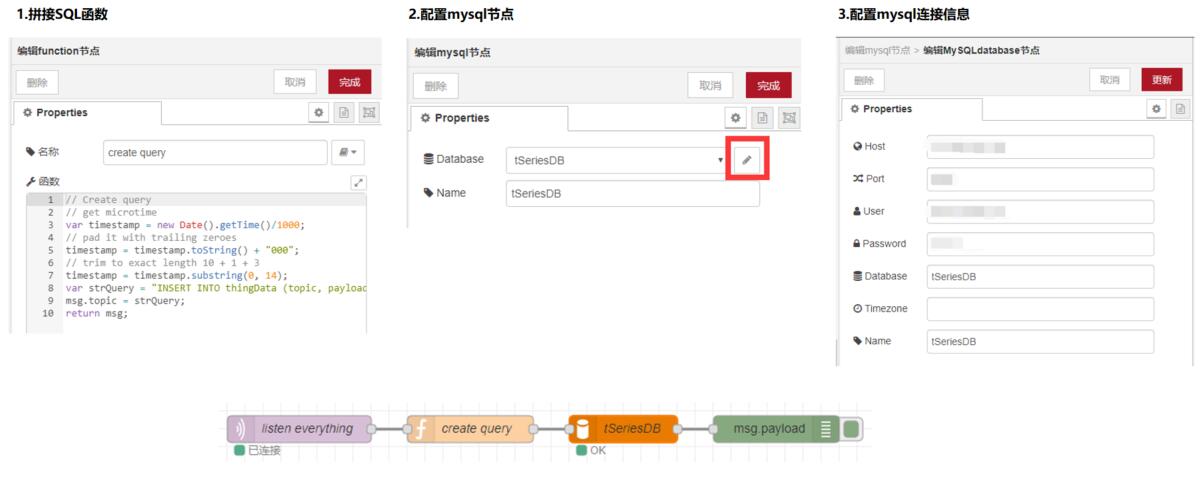 1.拼接SQL函数
编辑function节点
删除
取消
完成
Properties
名称
create query
函数
1 // Create query
2 // get microtime
3 var timestamp = new Date().getTime()/1000;
4 // pad it with trailing zeroes
5 timestamp = timestamp.toString() + "000";
6 // trim to exact length 10 + 1 + 3
7 timestamp = timestamp.substring(0, 14);
8 var strQuery = "INSERT INTO thingData (topic, payload
9 msg.topic = strQuery;
10 return msg;
2.配置mysql节点
编辑mysql节点
删除
取消
完成
Properties
Database
tSeriesDB
Name
tSeriesDB
3.配置mysql连接信息
编辑mysql节点 > 编辑MySQLdatabase节点
删除
取消
更新
Properties
Host
Port
User
Password
Database
tSeriesDB
Timezone
Name
tSeriesDB
listen everything
已连接
create query
tSeriesDB
OK
msg.payload